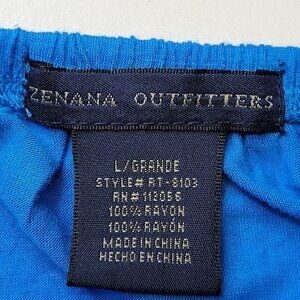 ZENANA OUTFITTERS
L/GRANDE
STYLE# RT-8103
RN# 112056
100% RAYON
100% RAYÓN
MADE IN CHINA
HECHO EN CHINA